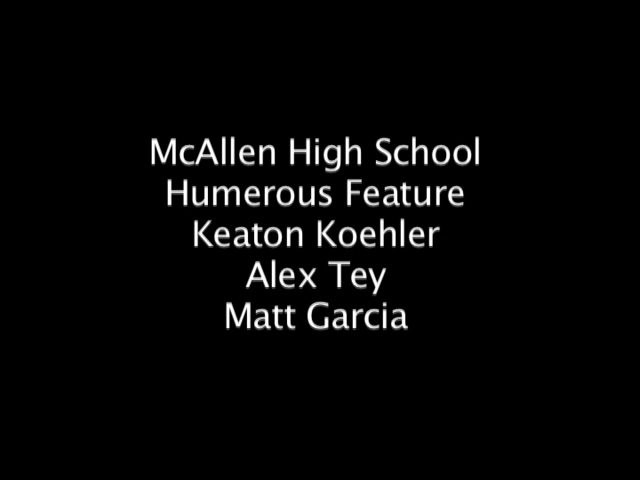 McAllen High School
Humerous Feature
Keaton Koehler
Alex Tey
Matt Garcia